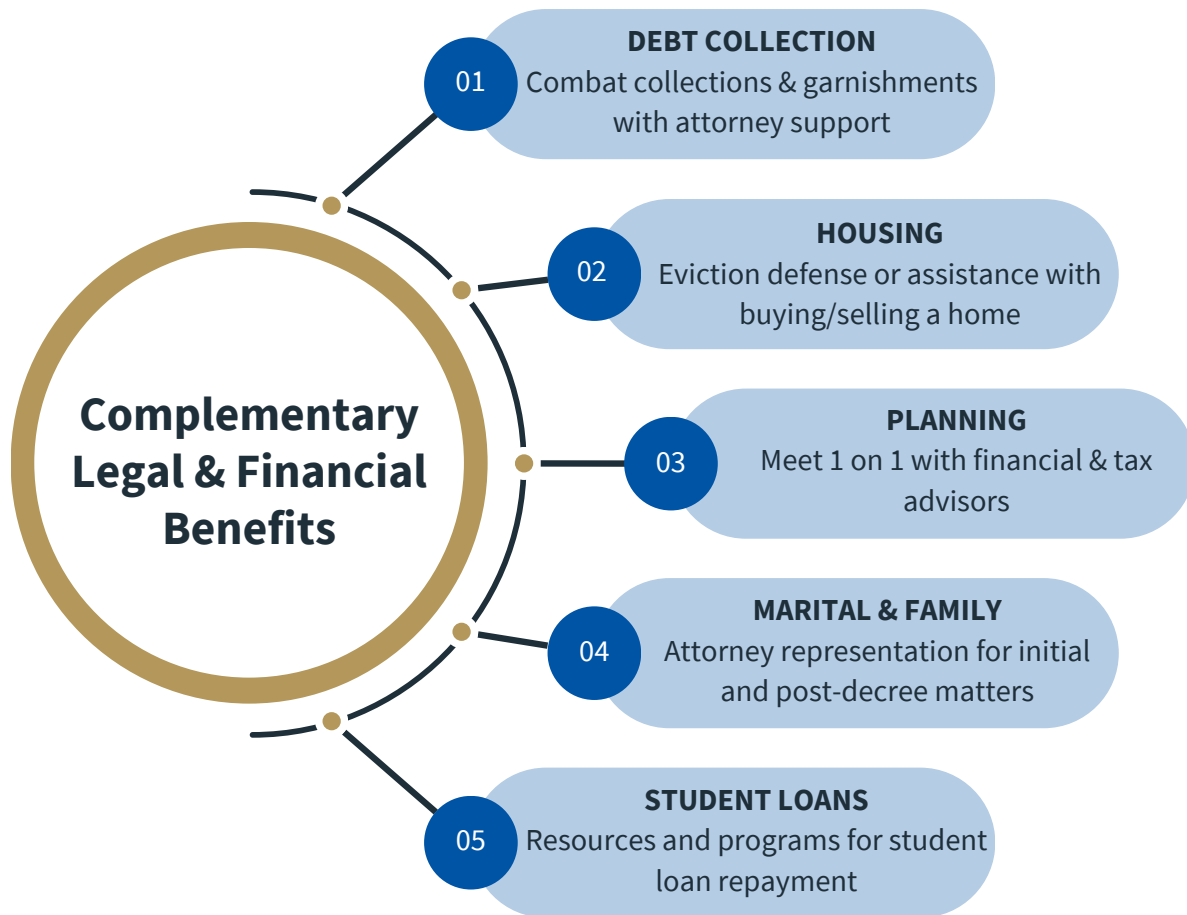 Complementary
Legal & Financial
Benefits
01
DEBT COLLECTION
Combat collections & garnishments
with attorney support
02
HOUSING
Eviction defense or assistance with
buying/selling a home
03
PLANNING
Meet 1 on 1 with financial & tax
advisors
04
MARITAL & FAMILY
Attorney representation for initial
and post-decree matters
05
STUDENT LOANS
Resources and programs for student
loan repayment